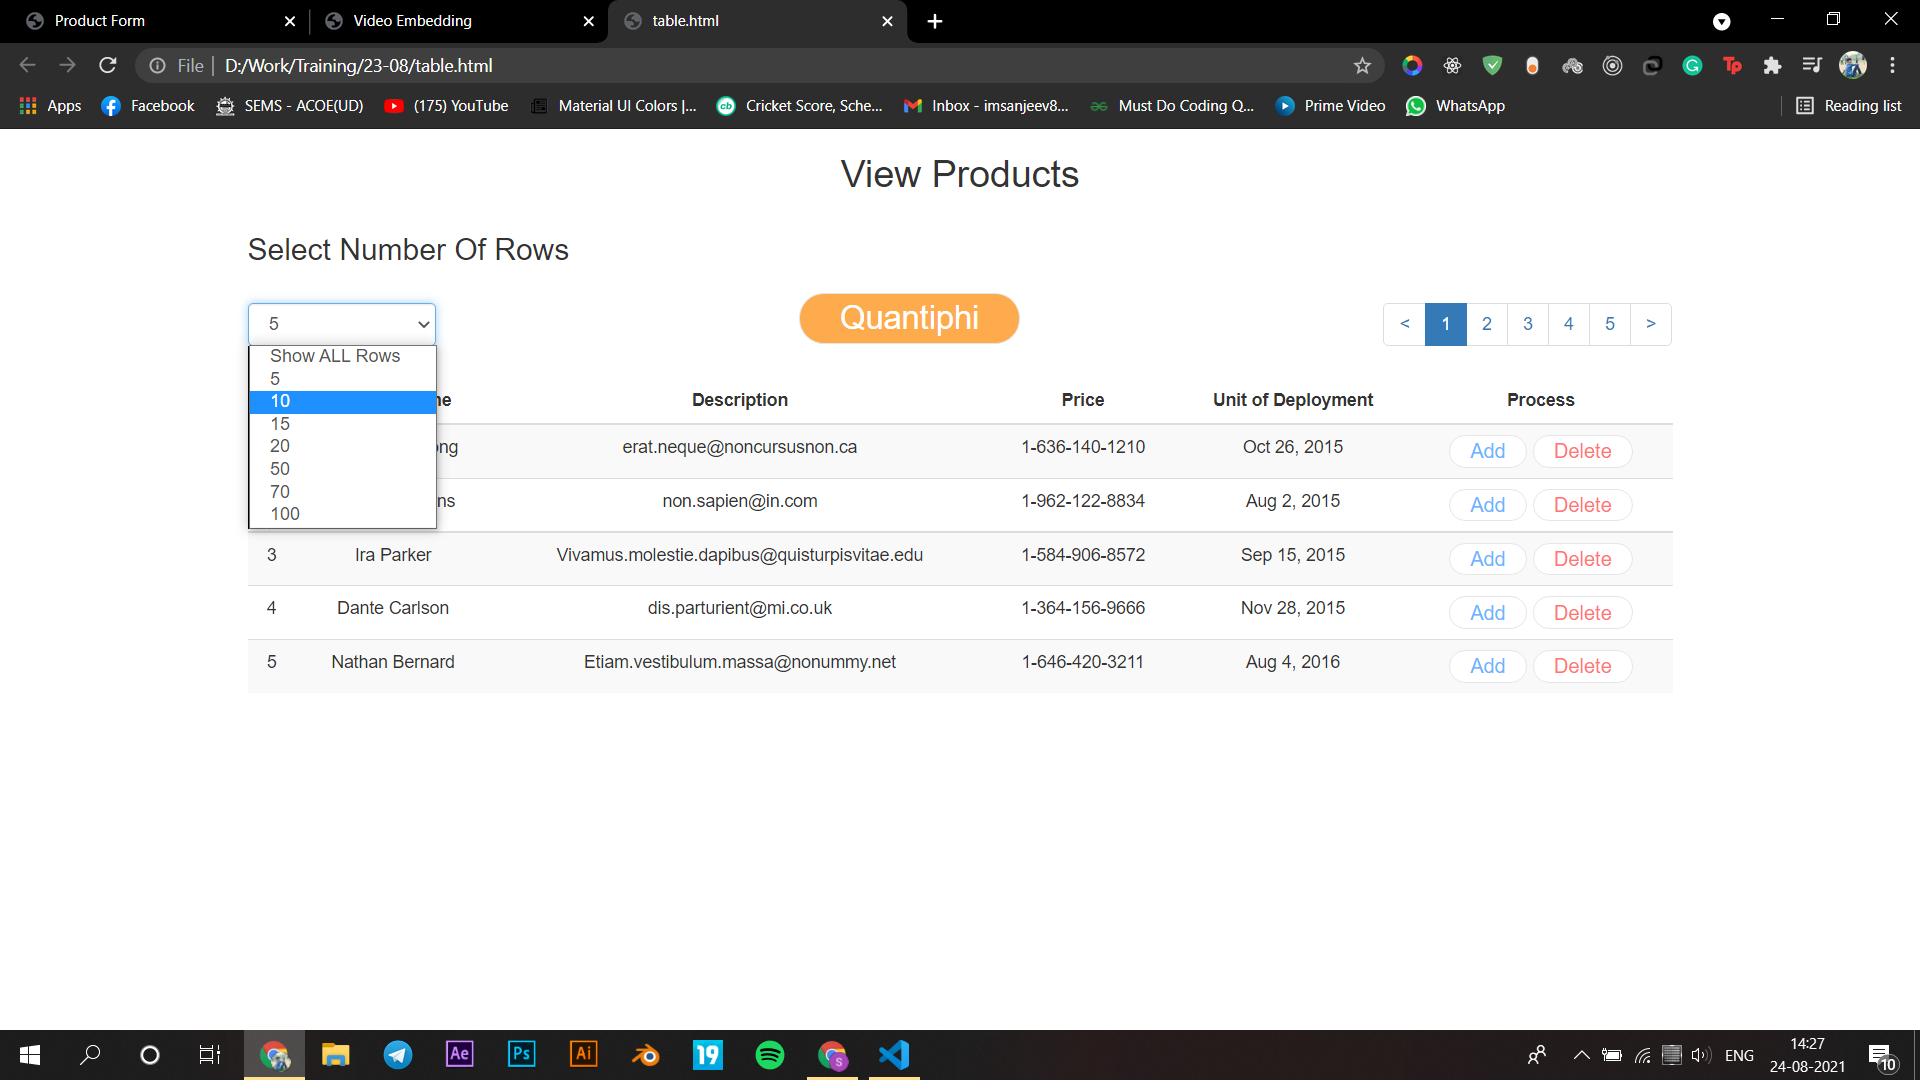 Product Form
Video Embedding
table.html
File | D:/Work/Training/23-08/table.html
Apps
Facebook
SEMS - ACOE(UD)
(175) YouTube
Material UI Colors |...
Cricket Score, Sche...
Inbox - imsanjeev8...
Must Do Coding Q...
Prime Video
WhatsApp
Reading list
View Products
Select Number Of Rows
5
Quantiphi
< 1 2 3 4 5 >
Show ALL Rows
5
10
15
20
50
70
100
ne Description Price Unit of Deployment Process
ong erat.neque@noncursusnon.ca 1-636-140-1210 Oct 26, 2015 Add Delete
ns non.sapien@in.com 1-962-122-8834 Aug 2, 2015 Add Delete
3 Ira Parker Vivamus.molestie.dapibus@quisturpisvitae.edu 1-584-906-8572 Sep 15, 2015 Add Delete
4 Dante Carlson dis.parturient@mi.co.uk 1-364-156-9666 Nov 28, 2015 Add Delete
5 Nathan Bernard Etiam.vestibulum.massa@nonummy.net 1-646-420-3211 Aug 4, 2016 Add Delete
Ae
Ps
Ai
19
S
ENG
14:27
24-08-2021
10